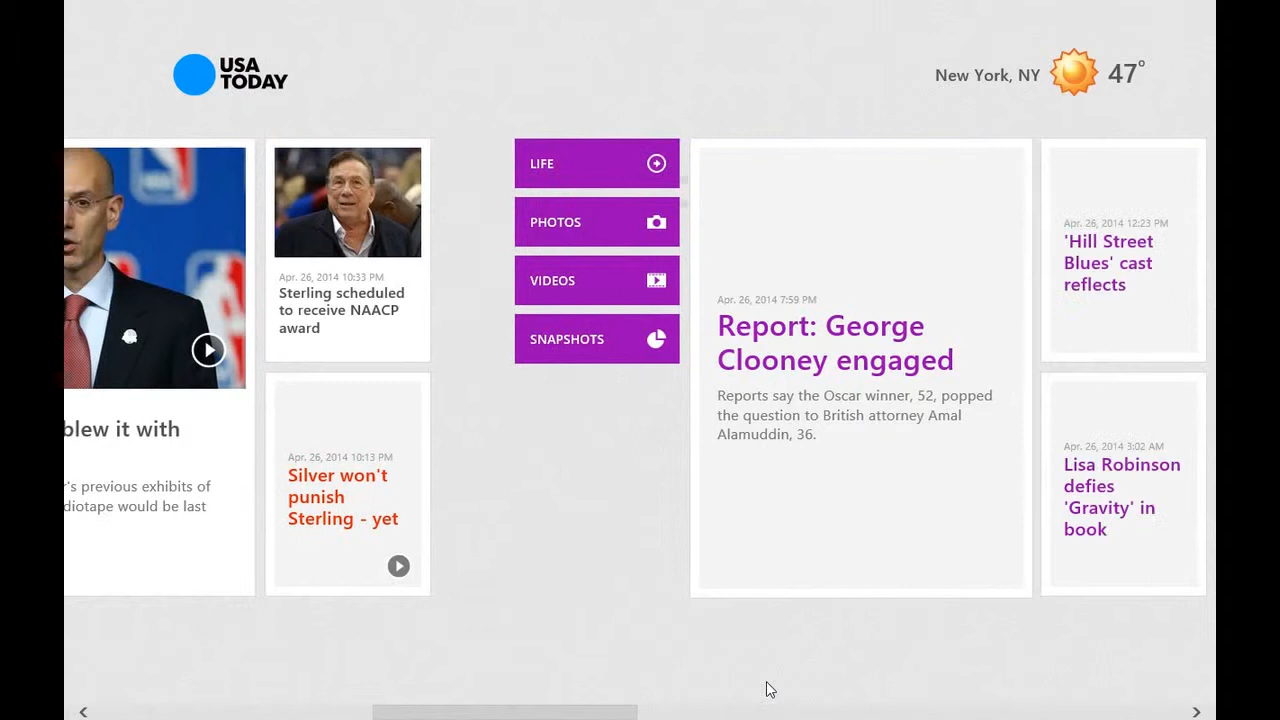 USA
TODAY
New York, NY
47°
blew it with
r's previous exhibits of
diotape would be last
Apr. 26, 2014 10:33 PM
Sterling scheduled
to receive NAACP
award
Apr. 26, 2014 10:13 PM
Silver won't
punish
Sterling - yet
LIFE
PHOTOS
VIDEOS
SNAPSHOTS
Apr. 26, 2014 7:59 PM
Report: George
Clooney engaged
Reports say the Oscar winner, 52, popped
the question to British attorney Amal
Alamuddin, 36.
Apr. 26, 2014 12:23 PM
'Hill Street
Blues' cast
reflects
Apr. 26, 2014 3:02 AM
Lisa Robinson
defies
'Gravity' in
book